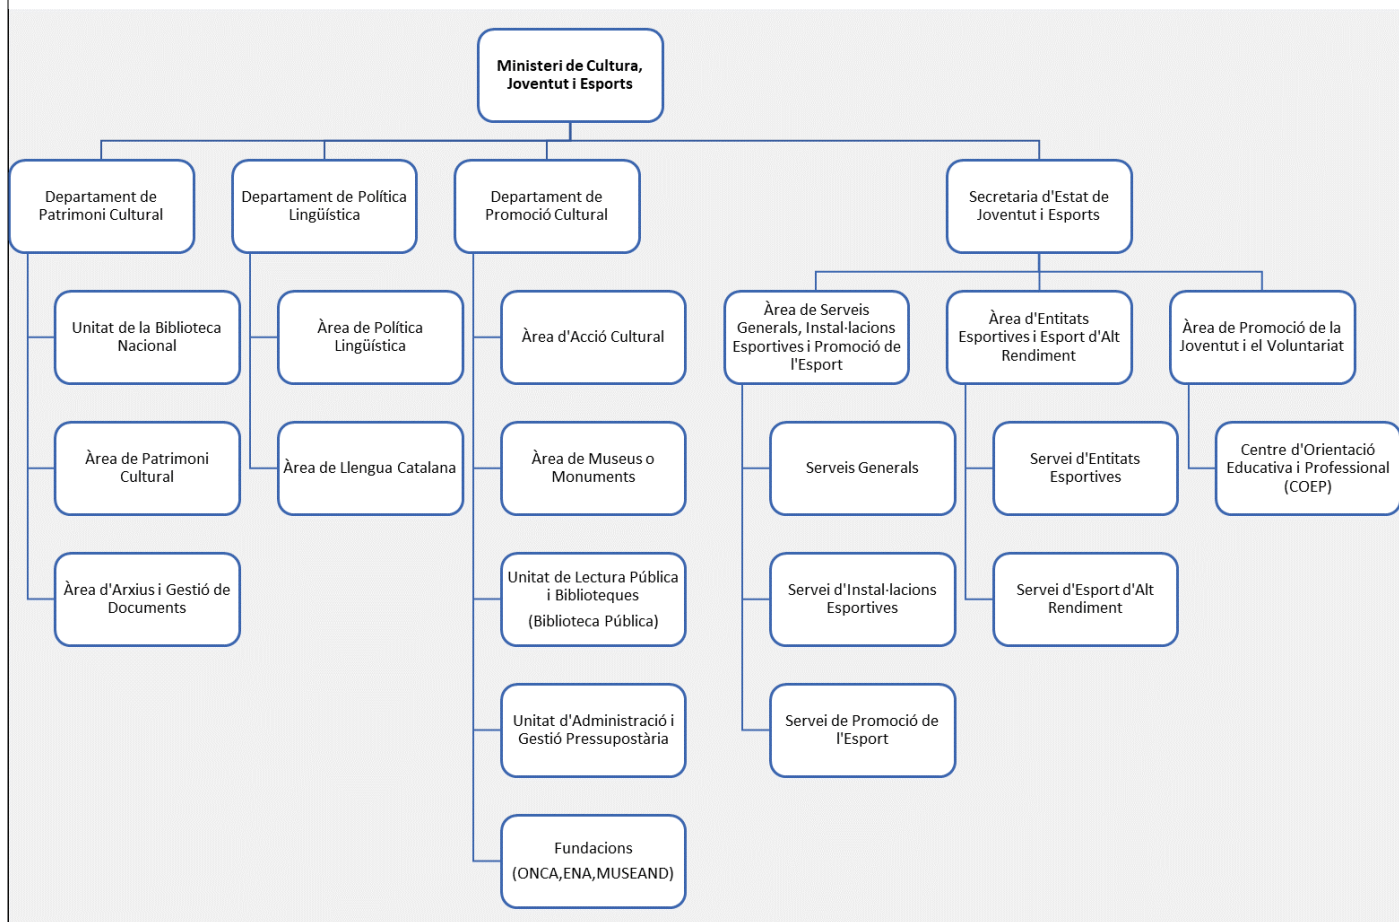 Ministeri de Cultura,
Joventut i Esports
Departament de
Patrimoni Cultural
Departament de Política
Lingüística
Departament de
Promoció Cultural
Secretaria d'Estat de
Joventut i Esports
Unitat de la Biblioteca
Nacional
Àrea de Política
Lingüística
Àrea d'Acció Cultural
Àrea de Serveis
Generals, Instal·lacions
Esportives i Promoció de
l'Esport
Àrea d'Entitats
Esportives i Esport d'Alt
Rendiment
Àrea de Promoció de la
Joventut i el Voluntariat
Àrea de Patrimoni
Cultural
Àrea de Llengua Catalana
Àrea de Museus o
Monuments
Serveis Generals
Servei d'Entitats
Esportives
Centre d'Orientació
Educativa i Professional
(COEP)
Àrea d'Arxius i Gestió de
Documents
Unitat de Lectura Pública
i Biblioteques
(Biblioteca Pública)
Servei d'Instal·lacions
Esportives
Servei d'Esport d'Alt
Rendiment
Unitat d'Administració i
Gestió Pressupostària
Servei de Promoció de
l'Esport
Fundacions
(ONCA,ENA,MUSEAND)